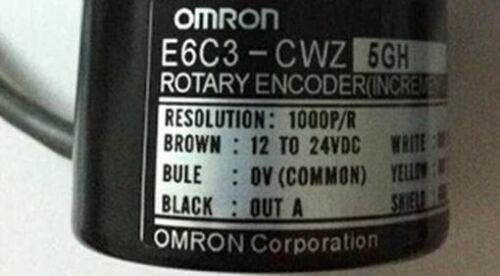 OMRON
E6C3-CWZ 5GH
ROTARY ENCODER(INCREME
RESOLUTION: 1000P/R
BROWN : 12 TO 24VDC WHITE :
BULE : 0V (COMMON) YELLOW :
BLACK : OUT A SHIELD :
OMRON Corporation